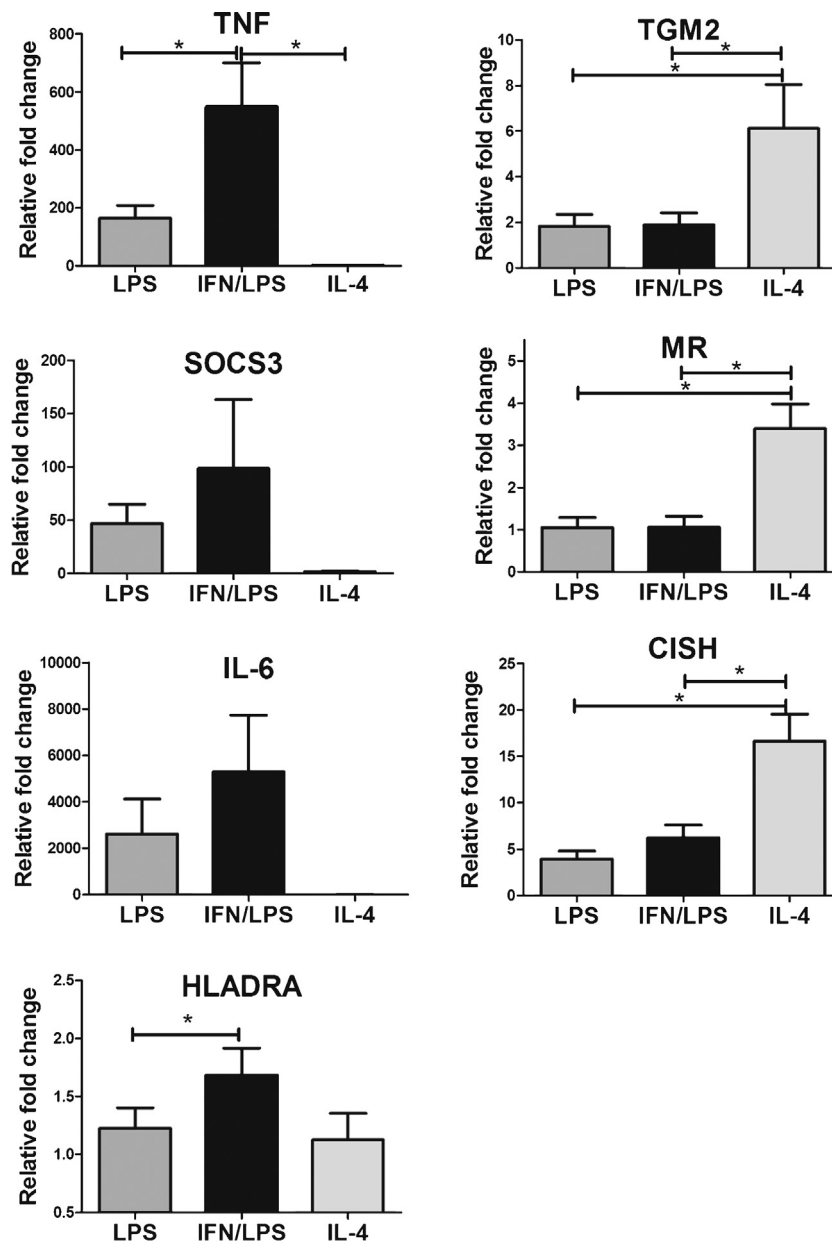 TNF
Relative fold change
800
600
400
200
0
* *
LPS IFN/LPS IL-4
TGM2
Relative fold change
10
8
6
4
2
0
*
*
LPS IFN/LPS IL-4
SOCS3
Relative fold change
200
150
100
50
0
LPS IFN/LPS IL-4
MR
Relative fold change
5
4
3
2
1
0
*
*
LPS IFN/LPS IL-4
IL-6
Relative fold change
10000
8000
6000
4000
2000
0
LPS IFN/LPS IL-4
CISH
Relative fold change
25
20
15
10
5
0
*
*
LPS IFN/LPS IL-4
HLADRA
Relative fold change
2.5
2.0
1.5
1.0
0.5
*
LPS IFN/LPS IL-4